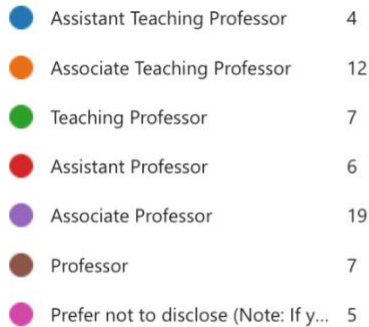 Assistant Teaching Professor 4
Associate Teaching Professor 12
Teaching Professor 7
Assistant Professor 6
Associate Professor 19
Professor 7
Prefer not to disclose (Note: If y... 5